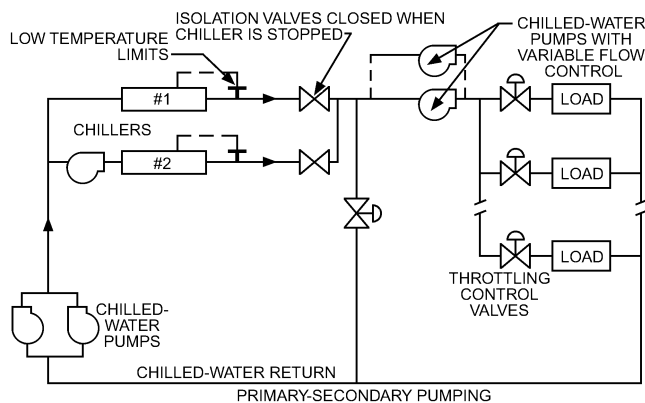 ISOLATION VALVES CLOSED WHEN
CHILLER IS STOPPED
LOW TEMPERATURE
LIMITS
CHILLED-WATER
PUMPS WITH
VARIABLE FLOW
CONTROL
#1
LOAD
CHILLERS
#2
LOAD
LOAD
THROTTLING
CONTROL
VALVES
CHILLED-
WATER
PUMPS
CHILLED-WATER RETURN
PRIMARY-SECONDARY PUMPING